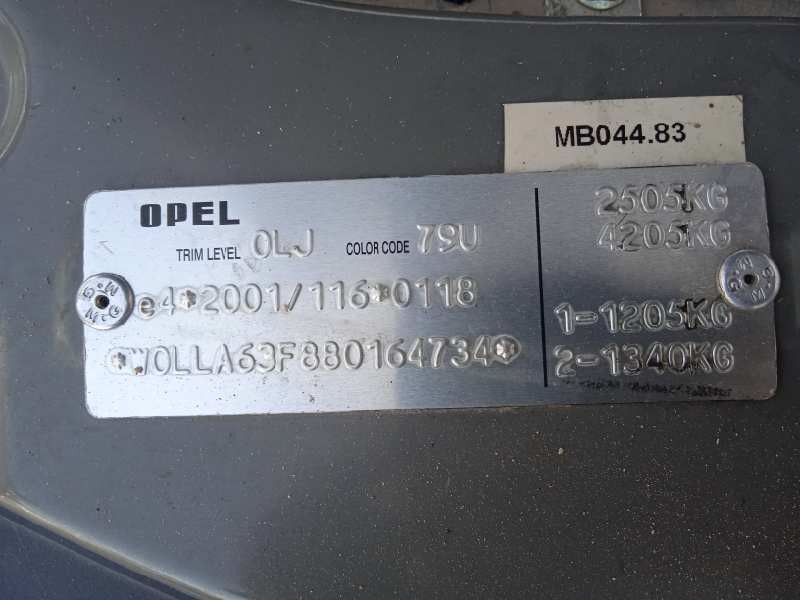 MB044.83
OPEL
TRIM LEVEL 0LJ COLOR CODE 79U
e4*2001/116*0118
*W0LLA63F880164734*
2505KG
4205KG
1-1205KG
2-1340KG
G.M
M.G
G.M
M.G